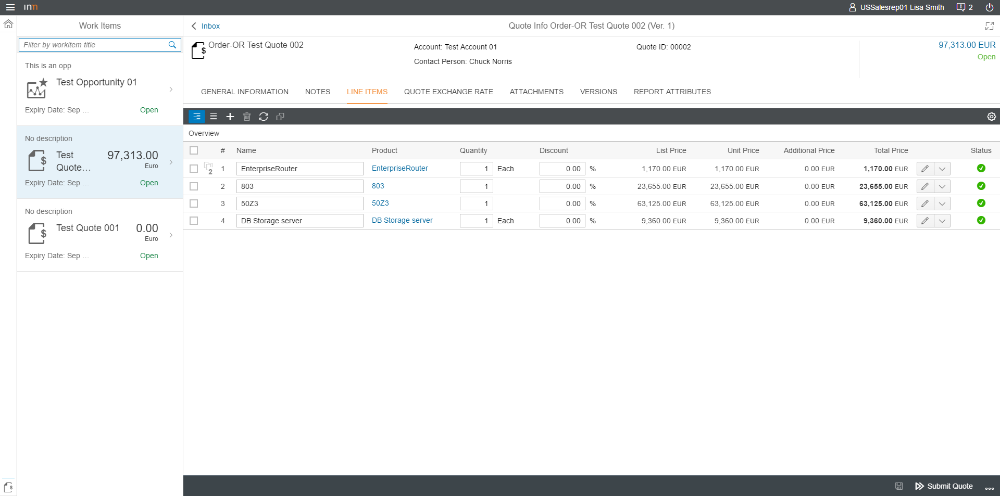 inm
USSalesrep01 Lisa Smith
2
Work Items
Filter by workitem title
This is an opp
Test Opportunity 01
Expiry Date: Sep ...
Open
No description
Test Quote...
97,313.00
Euro
$
Expiry Date: Sep ...
Open
No description
Test Quote 001
0.00
Euro
$
Expiry Date: Sep ...
Open
$
Inbox
Quote Info Order-OR Test Quote 002 (Ver. 1)
$
Order-OR Test Quote 002
Account: Test Account 01
Contact Person: Chuck Norris
Quote ID: 00002
97,313.00 EUR
Open
GENERAL INFORMATION NOTES LINE ITEMS QUOTE EXCHANGE RATE ATTACHMENTS VERSIONS REPORT ATTRIBUTES
Overview
# Name Product Quantity Discount List Price Unit Price Additional Price Total Price Status
2 1 EnterpriseRouter EnterpriseRouter 1 Each 0.00 % 1,170.00 EUR 1,170.00 EUR 0.00 EUR 1,170.00 EUR
2 803 803 1 0.00 % 23,655.00 EUR 23,655.00 EUR 0.00 EUR 23,655.00 EUR
3 50Z3 50Z3 1 0.00 % 63,125.00 EUR 63,125.00 EUR 0.00 EUR 63,125.00 EUR
4 DB Storage server DB Storage server 1 Each 0.00 % 9,360.00 EUR 9,360.00 EUR 0.00 EUR 9,360.00 EUR
Submit Quote